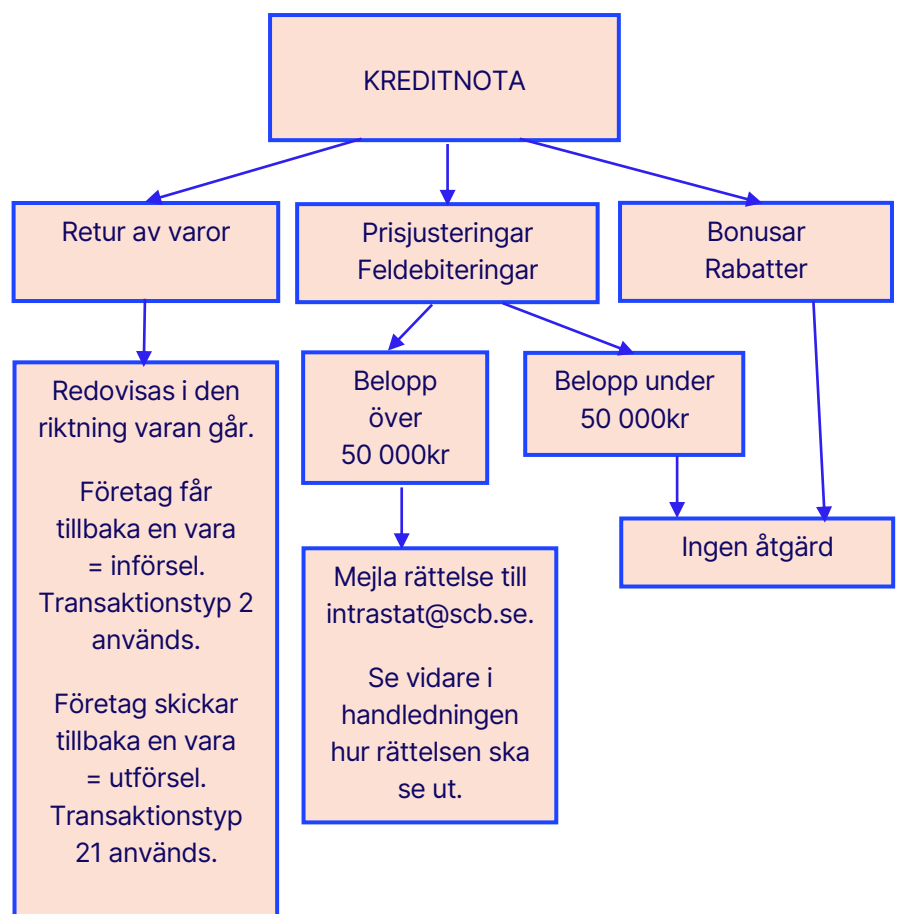 KREDITNOTA
Retur av varor
Prisjusteringar
Feldebiteringar
Bonusar
Rabatter
Redovisas i den
riktning varan går.
Företag får
tillbaka en vara
= införsel.
Transaktionstyp 2
används.
Företag skickar
tillbaka en vara
= utförsel.
Transaktionstyp
21 används.
Belopp
över
50 000kr
Belopp under
50 000kr
Mejla rättelse till
intrastat@scb.se.
Se vidare i
handledningen
hur rättelsen ska
se ut.
Ingen åtgärd